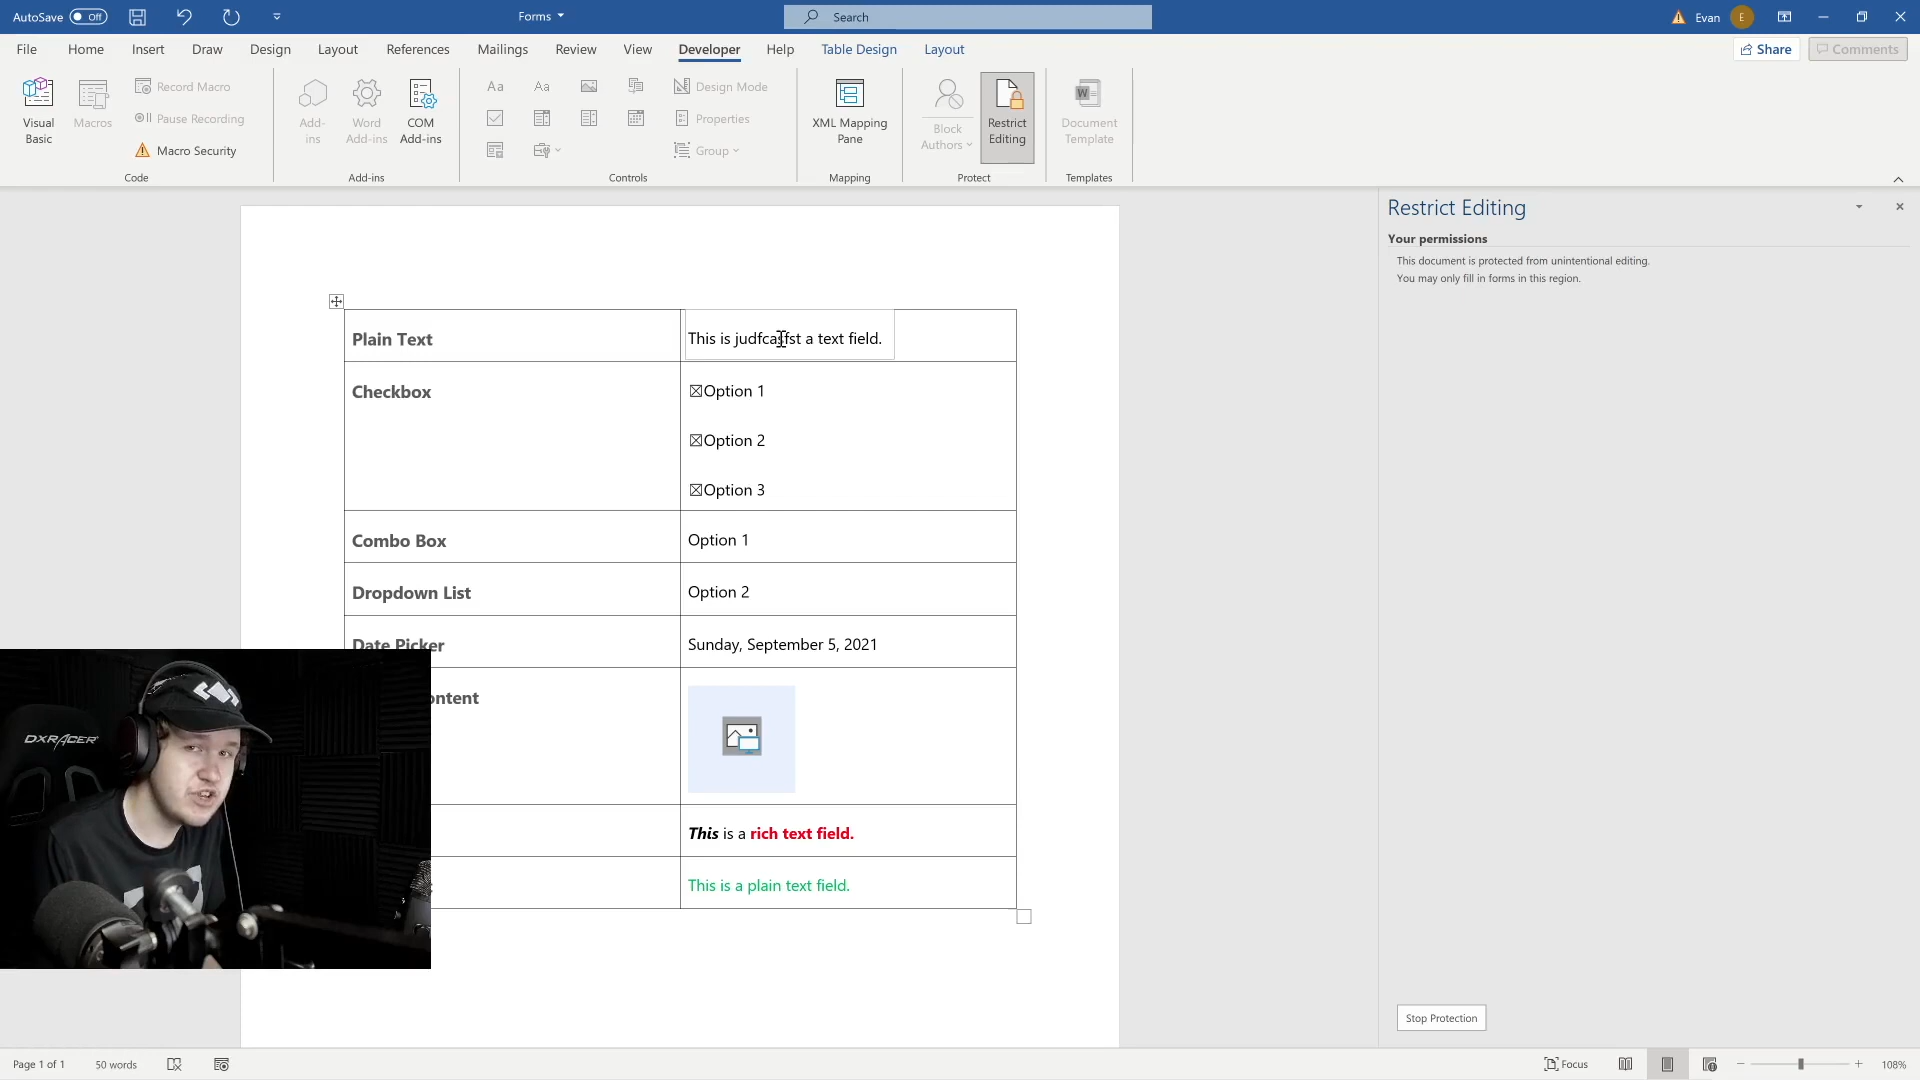 AutoSave Off
Forms
Search
Evan E
File Home Insert Draw Design Layout References Mailings Review View Developer Help Table Design Layout
Share Comments
Visual Basic
Macros
Record Macro
Pause Recording
Macro Security
Code
Add-ins
Word Add-ins
COM Add-ins
Add-ins
Aa Aa
Design Mode
Properties
Group
Controls
XML Mapping Pane
Mapping
Block Authors
Restrict Editing
Protect
W
Document Template
Templates
Restrict Editing
Your permissions
This document is protected from unintentional editing.
You may only fill in forms in this region.
Plain Text
Checkbox
☒Option 1
☒Option 2
☒Option 3
Combo Box
Option 1
Dropdown List
Option 2
Date Picker
Sunday, September 5, 2021
ontent
This is a rich text field.
This is a plain text field.
DXRACER
Stop Protection
Page 1 of 1
50 words
Focus
108%